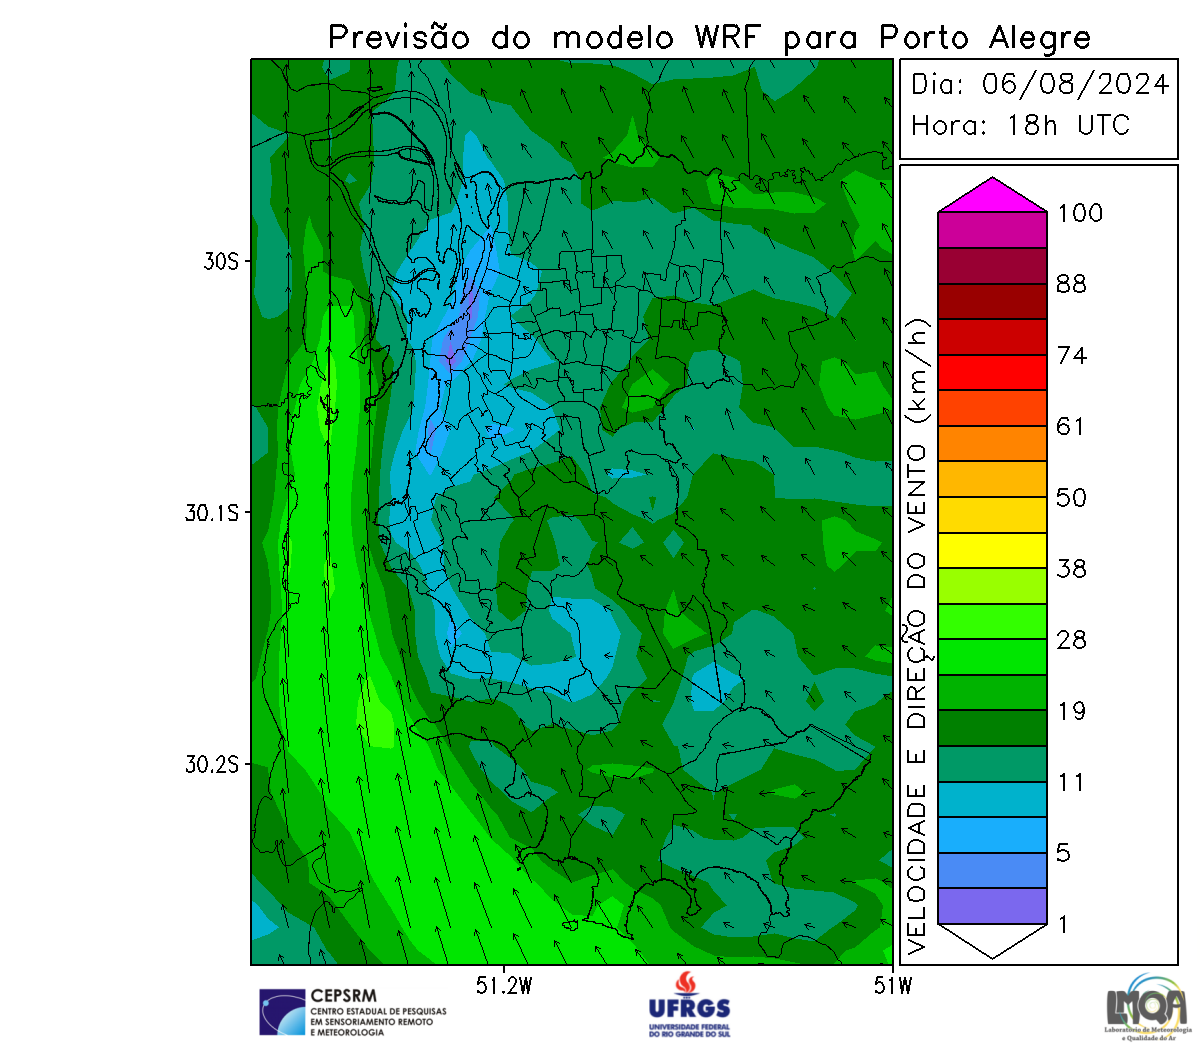 Previsão do modelo WRF para Porto Alegre
Dia: 06/08/2024
Hora: 18h UTC
30S
30.1S
30.2S
51.2W
51W
VELOCIDADE E DIREÇÃO DO VENTO (km/h)
100
88
74
61
50
38
28
19
11
5
1
CEPSRM
CENTRO ESTADUAL DE PESQUISAS
EM SENSORIAMENTO REMOTO
E METEOROLOGIA
UFRGS
UNIVERSIDADE FEDERAL
DO RIO GRANDE DO SUL
LMQA
Laboratório de Meteorologia
e Qualidade do Ar